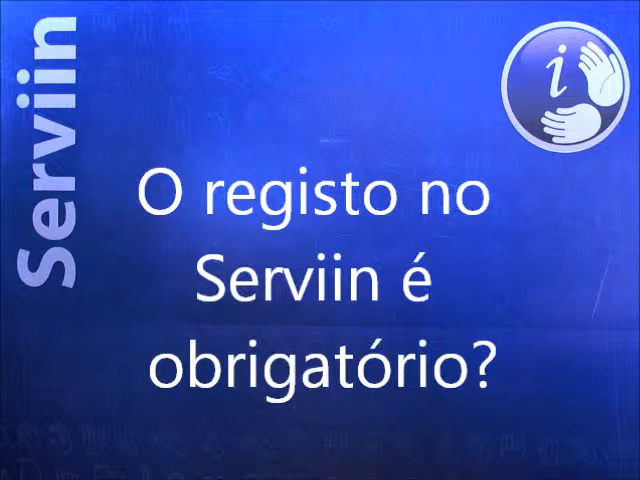 Serviin
i
O registo no
Serviin é
obrigatório?